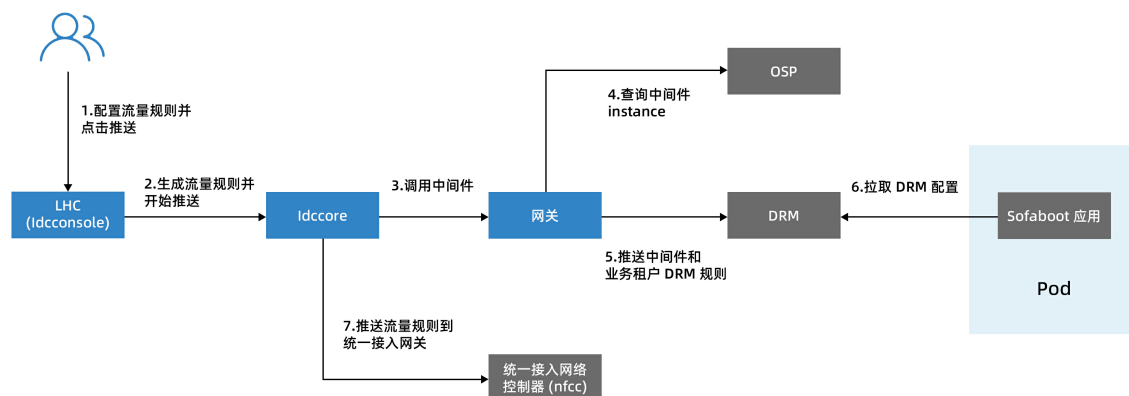 1.配置流量规则并
点击推送
LHC
(Idcconsole)
2.生成流量规则并
开始推送
Idccore
3.调用中间件
网关
4.查询中间件
instance
OSP
5.推送中间件和
业务租户 DRM 规则
DRM
6.拉取 DRM 配置
Sofaboot 应用
Pod
7.推送流量规则到
统一接入网关
统一接入网络
控制器 (nfcc)